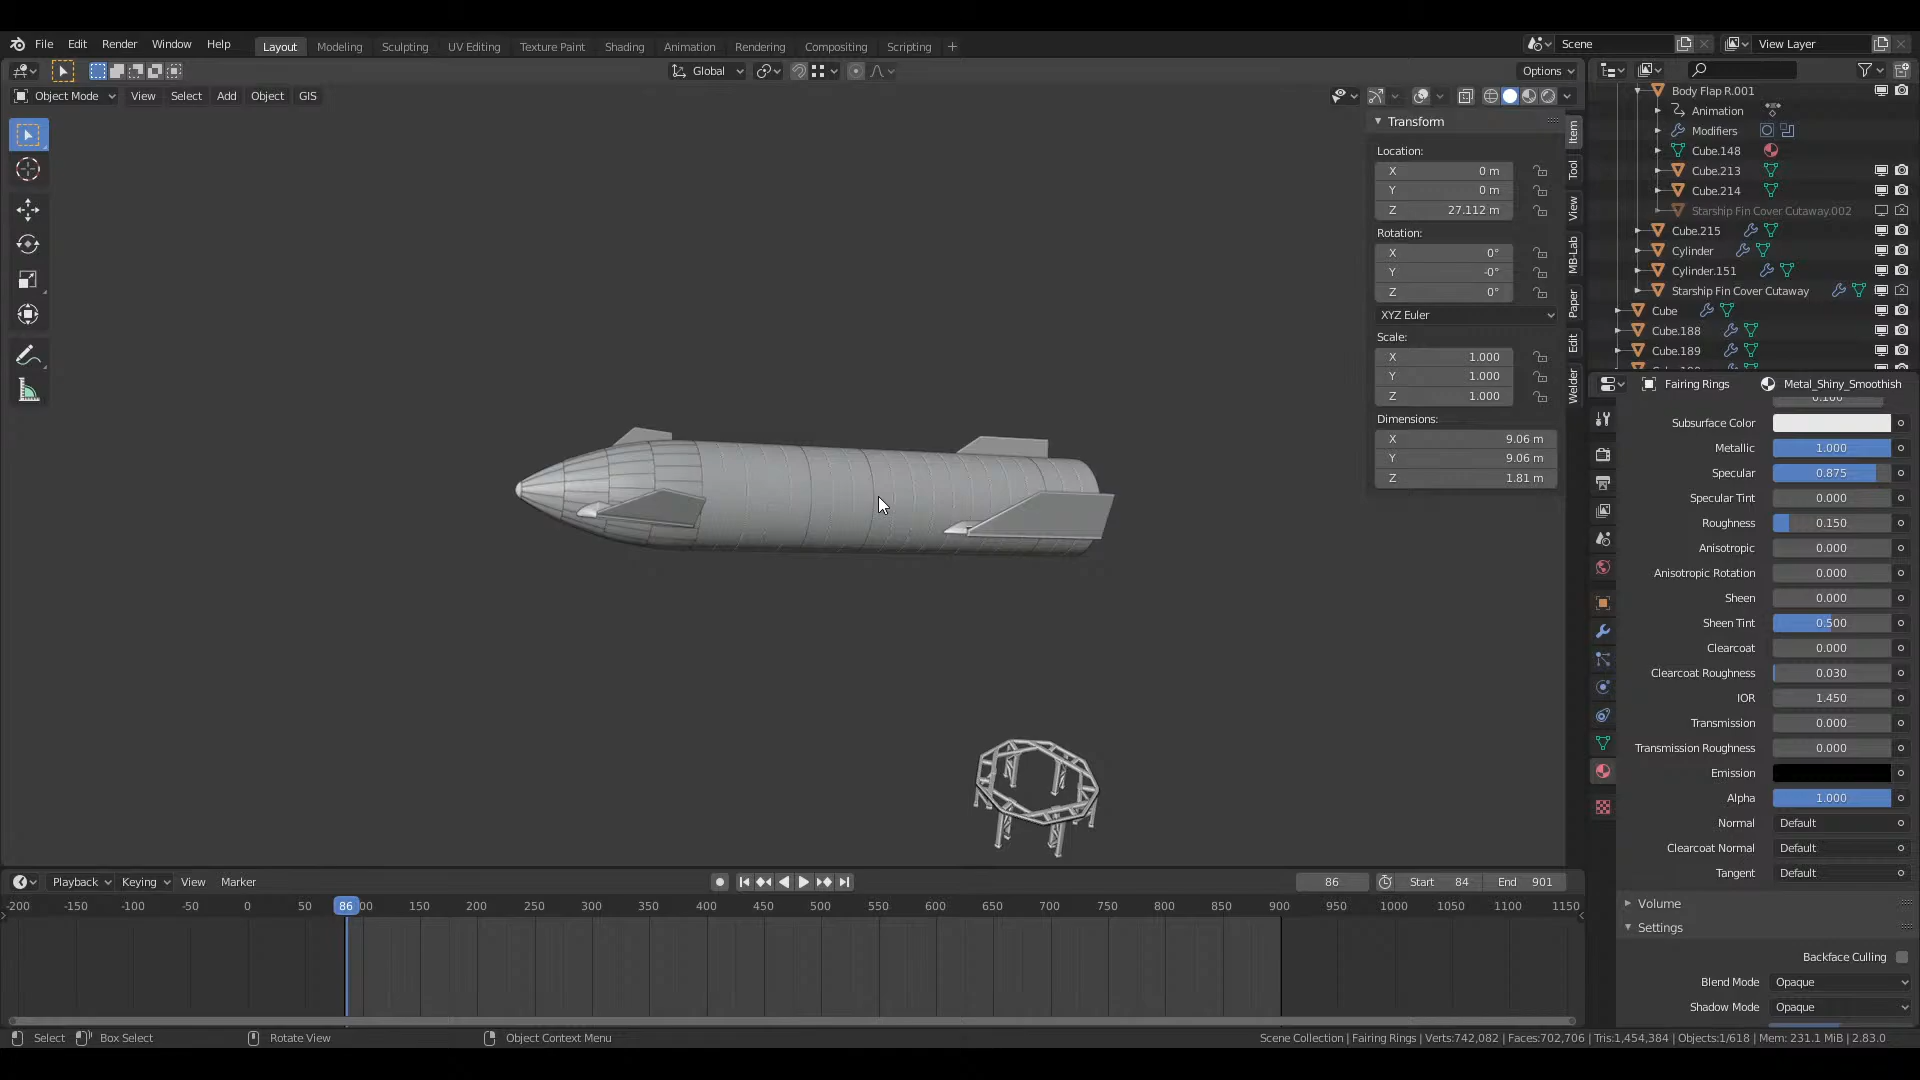 File Edit Render Window Help Layout Modeling Sculpting UV Editing Texture Paint Shading Animation Rendering Compositing Scripting + Scene View Layer
Global Options
Object Mode View Select Add Object GIS
Transform
Location:
X 0 m
Y 0 m
Z 27.112 m
Rotation:
X 0°
Y -0°
Z 0°
XYZ Euler
Scale:
X 1.000
Y 1.000
Z 1.000
Dimensions:
X 9.06 m
Y 9.06 m
Z 1.81 m
Item
Tool
View
MB-Lab
Paper
Edit
Welder
Body Flap R.001
Animation
Modifiers
Cube.148
Cube.213
Cube.214
Starship Fin Cover Cutaway.002
Cube.215
Cylinder
Cylinder.151
Starship Fin Cover Cutaway
Cube
Cube.188
Cube.189
Fairing Rings Metal_Shiny_Smoothish
Subsurface Color
Metallic 1.000
Specular 0.875
Specular Tint 0.000
Roughness 0.150
Anisotropic 0.000
Anisotropic Rotation 0.000
Sheen 0.000
Sheen Tint 0.500
Clearcoat 0.000
Clearcoat Roughness 0.030
IOR 1.450
Transmission 0.000
Transmission Roughness 0.000
Emission
Alpha 1.000
Normal Default
Clearcoat Normal Default
Tangent Default
Volume
Settings
Backface Culling
Blend Mode Opaque
Shadow Mode Opaque
Playback Keying View Marker 86 Start 84 End 901
-200 -150 -100 -50 0 50 86 00 150 200 250 300 350 400 450 500 550 600 650 700 750 800 850 900 950 1000 1050 1100 1150
Select Box Select Rotate View Object Context Menu Scene Collection | Fairing Rings | Verts:742,082 | Faces:702,706 | Tris:1,454,384 | Objects:1/618 | Mem: 231.1 MiB | 2.83.0